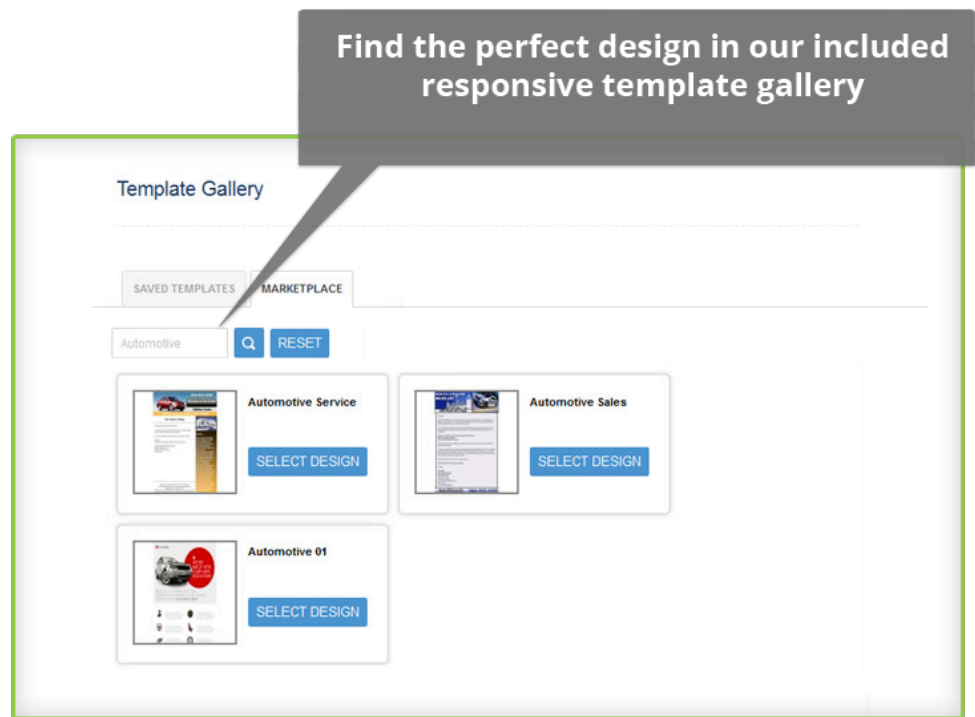 Find the perfect design in our included
responsive template gallery
Template Gallery
SAVED TEMPLATES MARKETPLACE
Automotive RESET
Automotive Service Automotive Sales
SELECT DESIGN SELECT DESIGN
Automotive 01
SELECT DESIGN